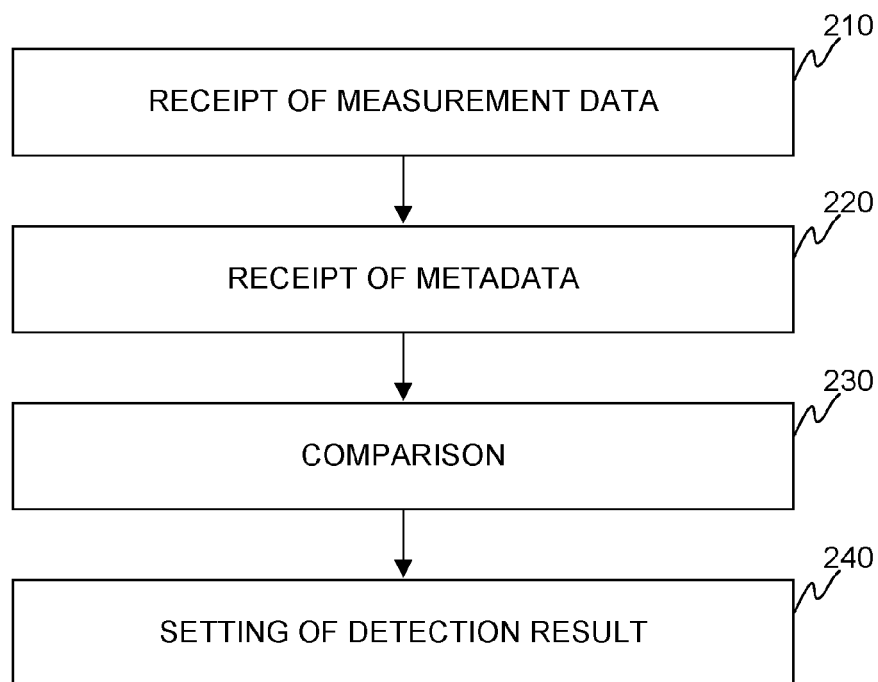 210
RECEIPT OF MEASUREMENT DATA
220
RECEIPT OF METADATA
230
COMPARISON
240
SETTING OF DETECTION RESULT